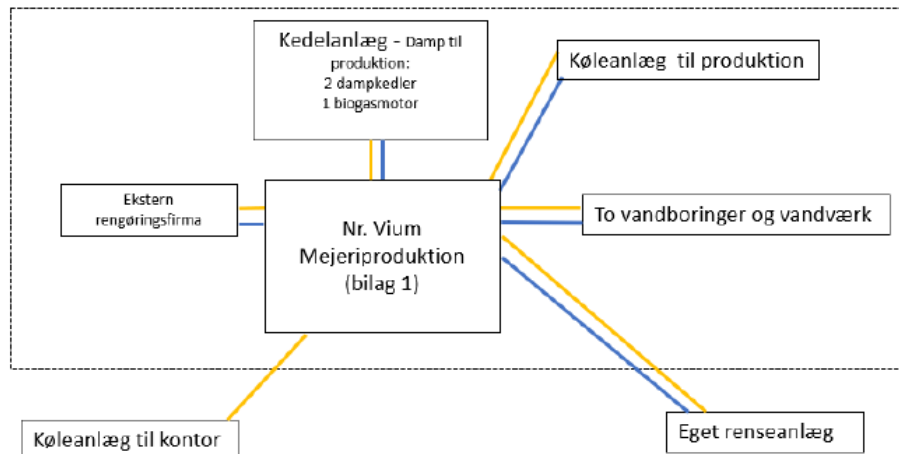 Kedelanlæg - Damp til
produktion:
2 dampkedler
1 biogasmotor
Køleanlæg til produktion
Ekstern
rengøringsfirma
To vandboringer og vandværk
Nr. Vium
Mejeriproduktion
(bilag 1)
Køleanlæg til kontor
Eget renseanlæg